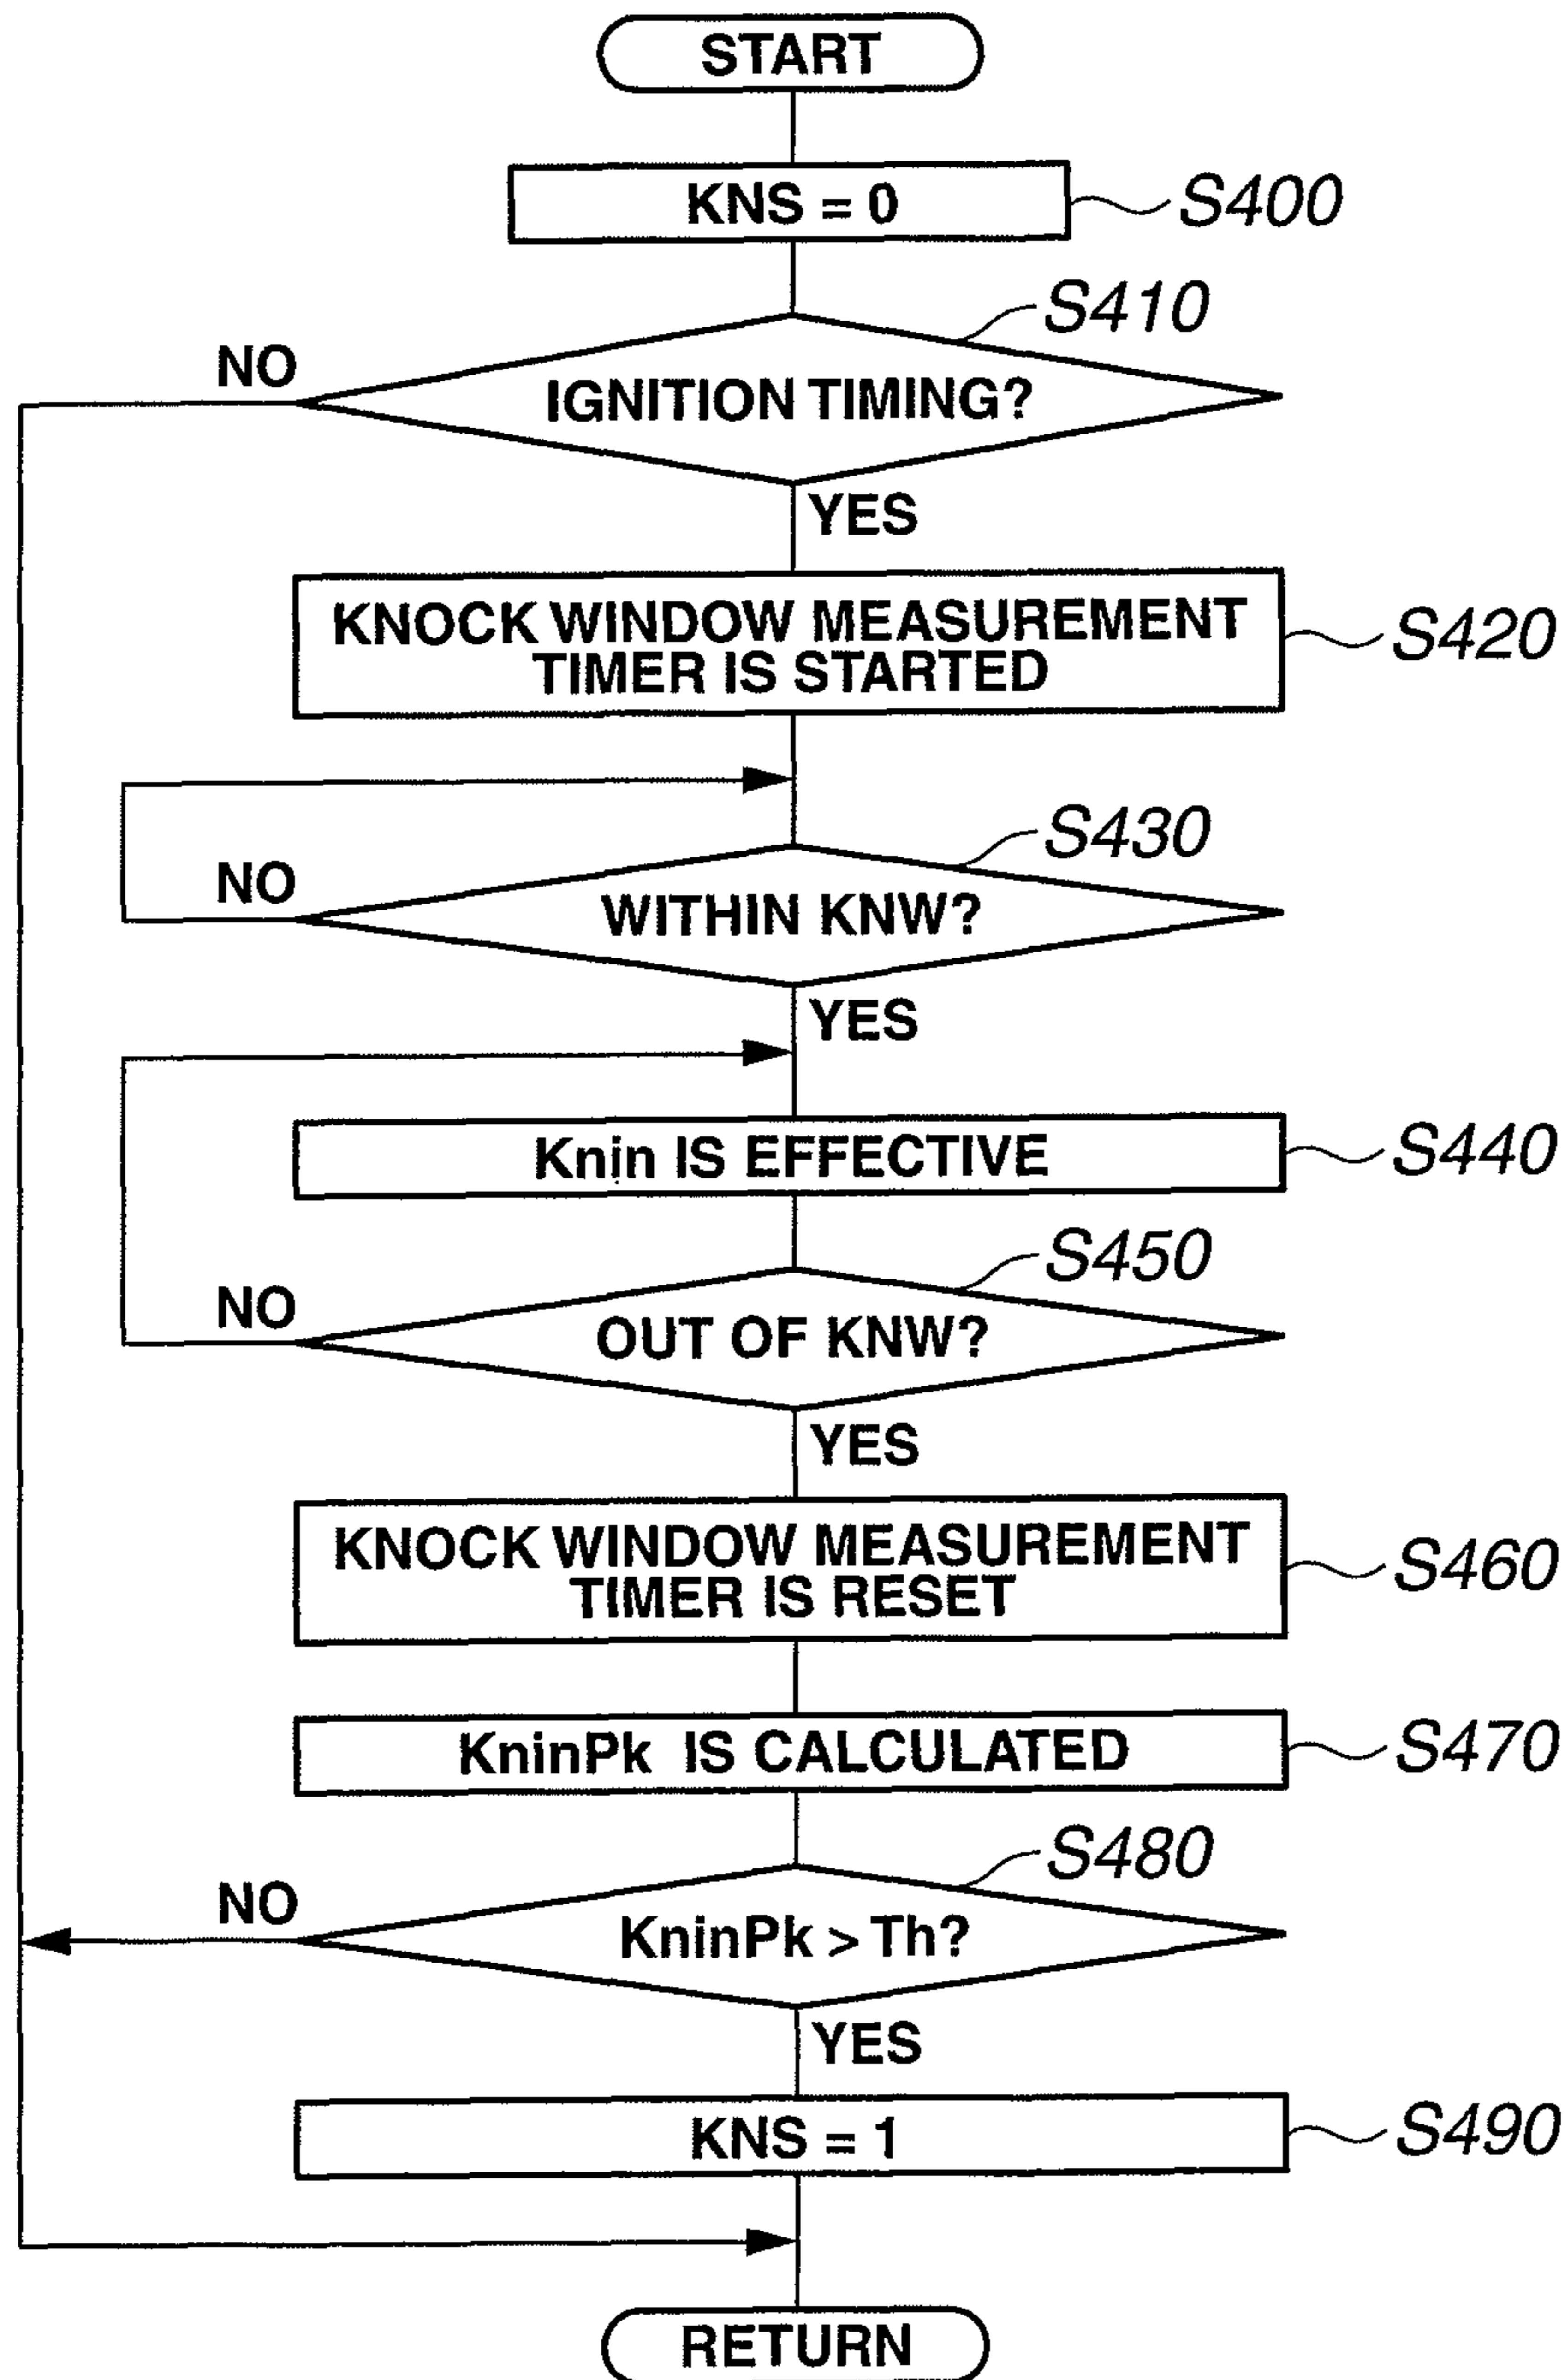 START
KNS = 0
S400
S410
NO
IGNITION TIMING?
YES
KNOCK WINDOW MEASUREMENT
TIMER IS STARTED
S420
S430
NO
WITHIN KNW?
YES
Knin IS EFFECTIVE
S440
S450
NO
OUT OF KNW?
YES
KNOCK WINDOW MEASUREMENT
TIMER IS RESET
S460
KninPk IS CALCULATED
S470
S480
NO
KninPk > Th?
YES
KNS = 1
S490
RETURN